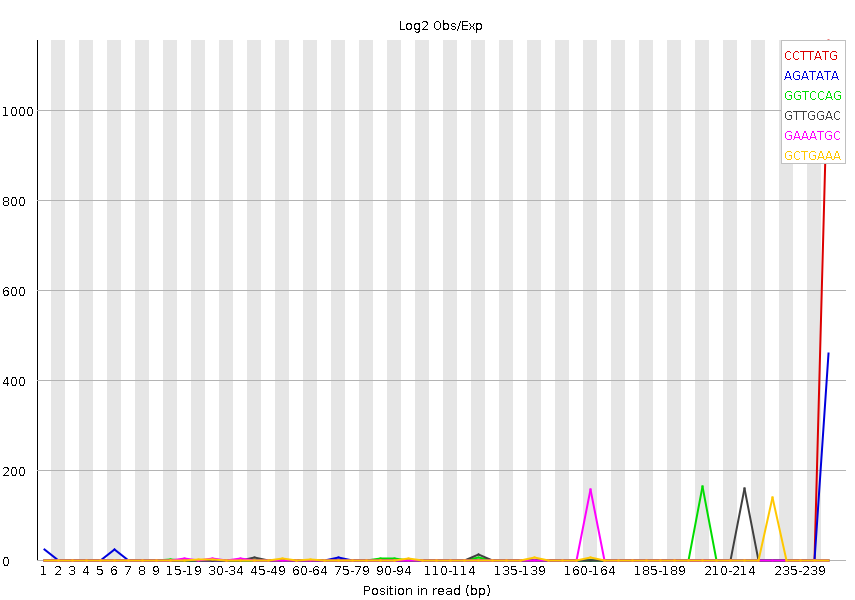 Log2 Obs/Exp
CCTTATG
AGATATA
GGTCCAG
GTTGGAC
GAAATGC
GCTGAAA
1000
800
600
400
200
0
1 2 3 4 5 6 7 8 9 15-19 30-34 45-49 60-64 75-79 90-94 110-114 135-139 160-164 185-189 210-214 235-239
Position in read (bp)